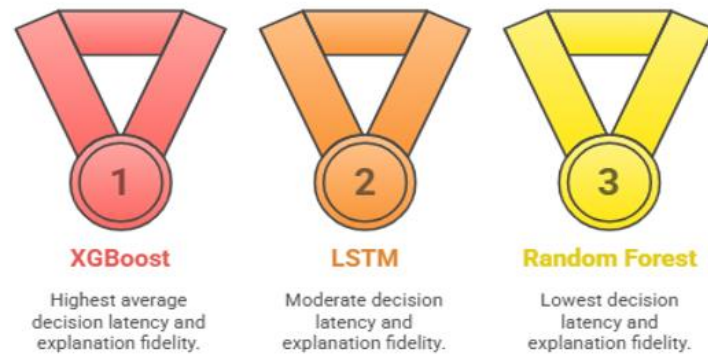 1
XGBoost
Highest average
decision latency and
explanation fidelity.
2
LSTM
Moderate decision
latency and
explanation fidelity.
3
Random Forest
Lowest decision
latency and
explanation fidelity.